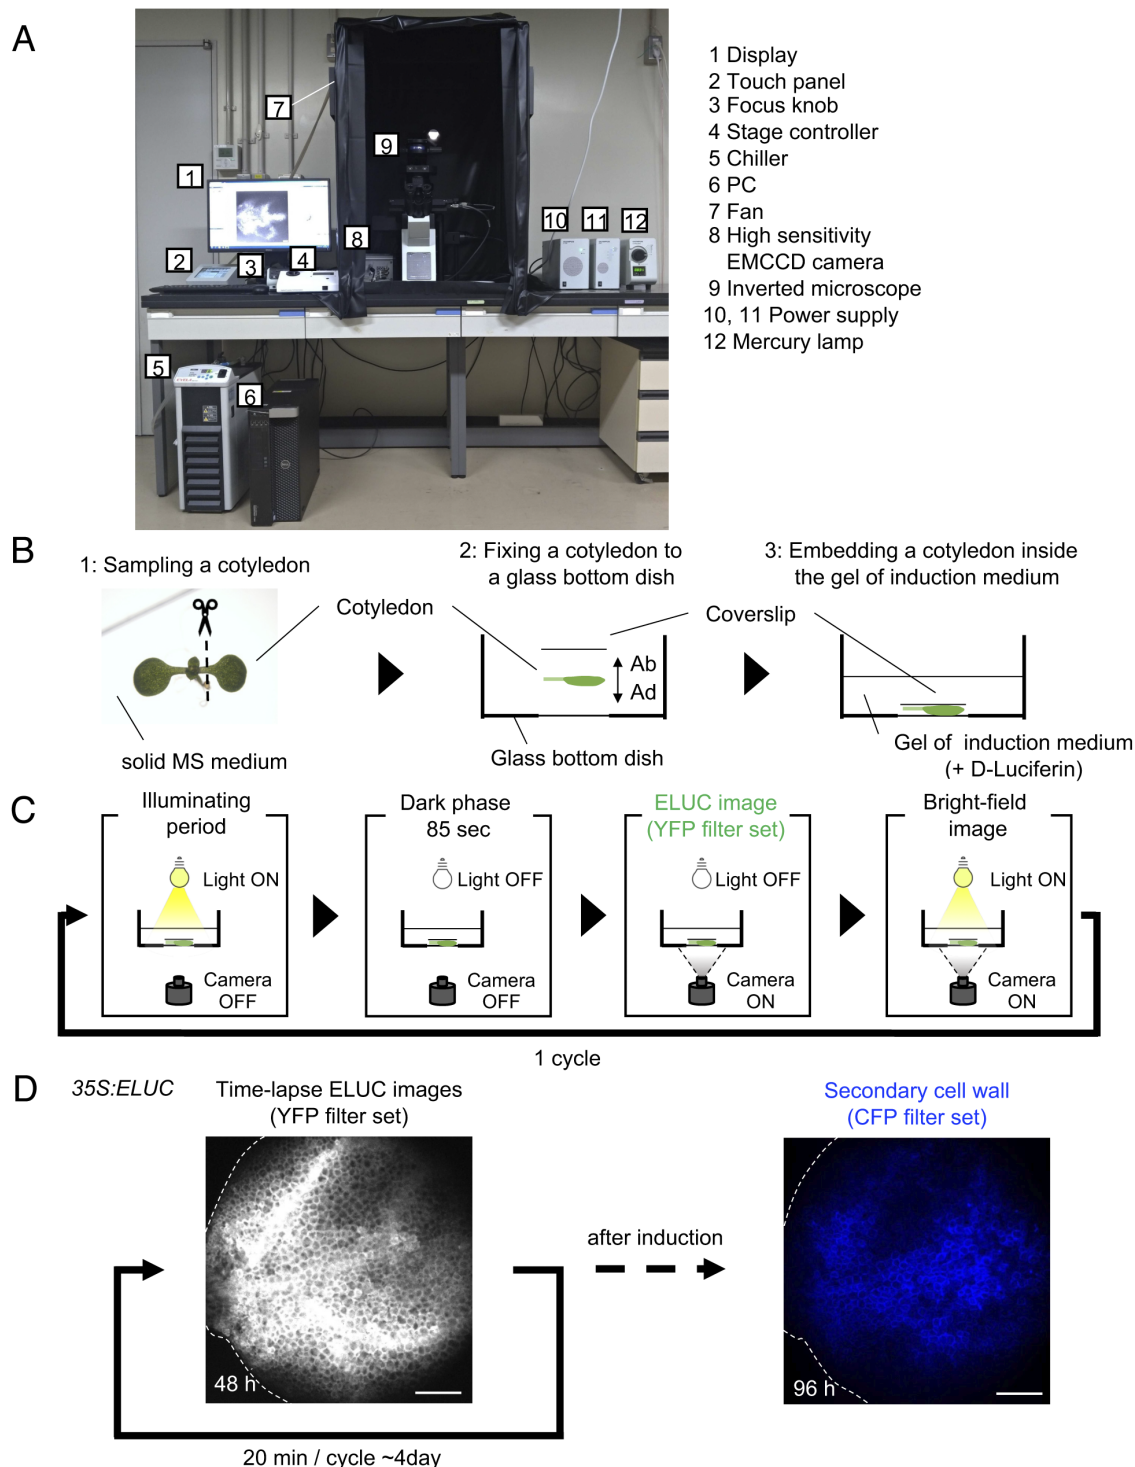 A
1 Display
2 Touch panel
3 Focus knob
4 Stage controller
5 Chiller
6 PC
7 Fan
8 High sensitivity
EMCCD camera
9 Inverted microscope
10, 11 Power supply
12 Mercury lamp
7
9
1
10
11
12
8
2
3
4
5
6
B
1: Sampling a cotyledon
2: Fixing a cotyledon to
a glass bottom dish
3: Embedding a cotyledon inside
the gel of induction medium
Cotyledon
Coverslip
Ab
Ad
solid MS medium
Glass bottom dish
Gel of induction medium
(+ D-Luciferin)
C
Illuminating
period
Light ON
Camera
OFF
Dark phase
85 sec
Light OFF
Camera
OFF
ELUC image
(YFP filter set)
Light OFF
Camera
ON
Bright-field
image
Light ON
Camera
ON
1 cycle
D
35S:ELUC
Time-lapse ELUC images
(YFP filter set)
48 h
20 min / cycle ~4day
after induction
Secondary cell wall
(CFP filter set)
96 h